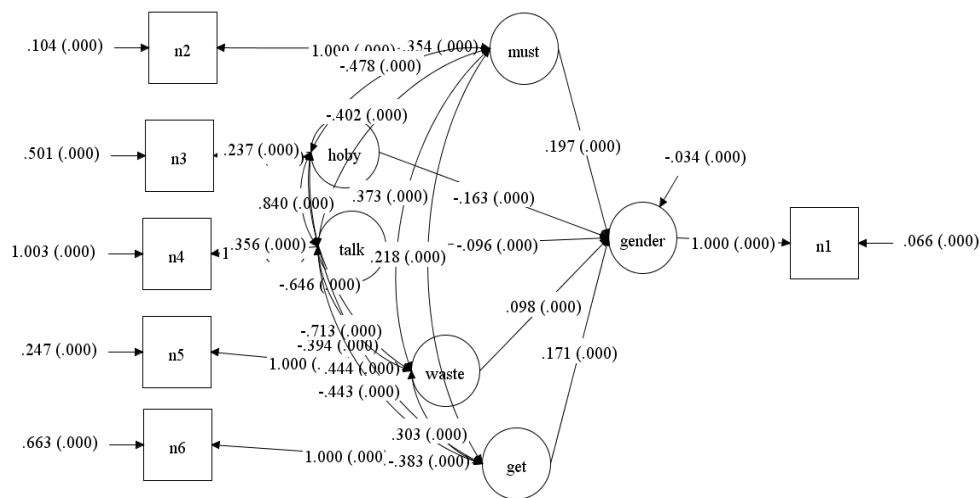 .104 (.000)
n2
1.000 (.000)
-.354 (.000)
must
-.478 (.000)
-.402 (.000)
.501 (.000)
n3
.237 (.000)
hoby
.197 (.000)
-.034 (.000)
.373 (.000)
-.163 (.000)
.840 (.000)
1.003 (.000)
n4
.356 (.000)
talk
.218 (.000)
-.096 (.000)
gender
1.000 (.000)
n1
.066 (.000)
-.646 (.000)
.098 (.000)
-.713 (.000)
-.394 (.000)
.247 (.000)
n5
1.000 (
.444 (.000)
waste
.171 (.000)
-.443 (.000)
.303 (.000)
.663 (.000)
n6
1.000 (.000)
-.383 (.000)
get